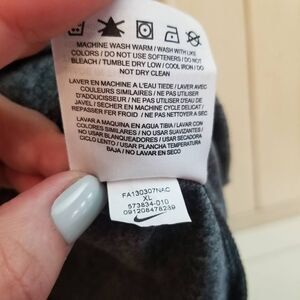 MACHINE WASH WARM / WASH WITH LIKE
COLORS / DO NOT USE SOFTENERS / DO NOT
BLEACH / TUMBLE DRY LOW / COOL IRON / DO
NOT DRY CLEAN
LAVER EN MACHINE A L'EAU TIEDE / LAVER AVEC
COULEURS SIMILAIRES / NE PAS UTILISER
D'ADOUCISSANT / NE PAS UTILISER D'EAU DE
JAVEL / SECHER EN MACHINE CYCLE DELICAT /
REPASSER FER FROID / NE PAS NETTOYER A SEC
LAVAR A MAQUINA EN AGUA TIBIA / LAVAR CON
COLORES SIMILARES / NO USAR SUAVIZANTES /
NO USAR BLANQUEADORES / USAR SECADORA
CICLO LENTO / USAR PLANCHA TEMPERATURA
BAJA / NO LAVAR EN SECO
FA130307NAC
XL
573834-010
091208478239